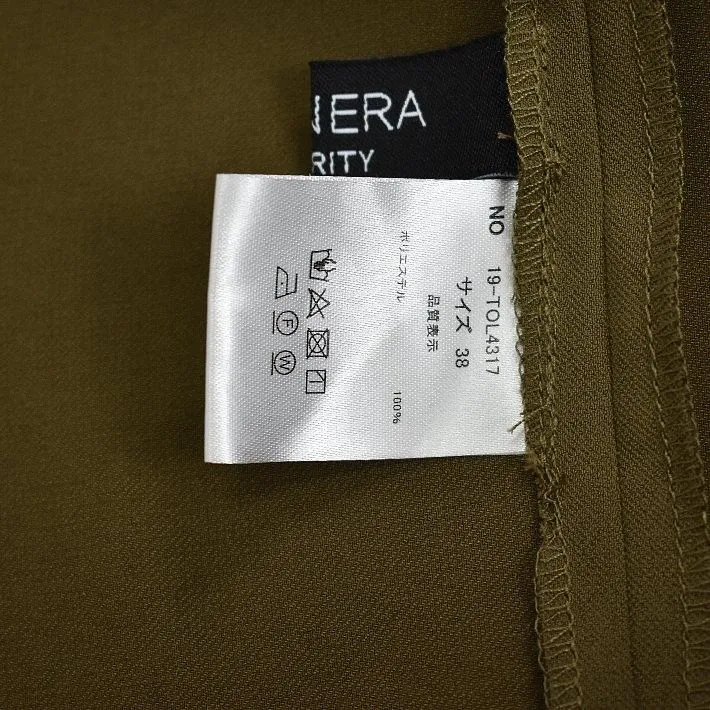 NERA
RITY
NO 19-TOL4317
サイズ 38
品質表示
ポリエステル 100%
F
W